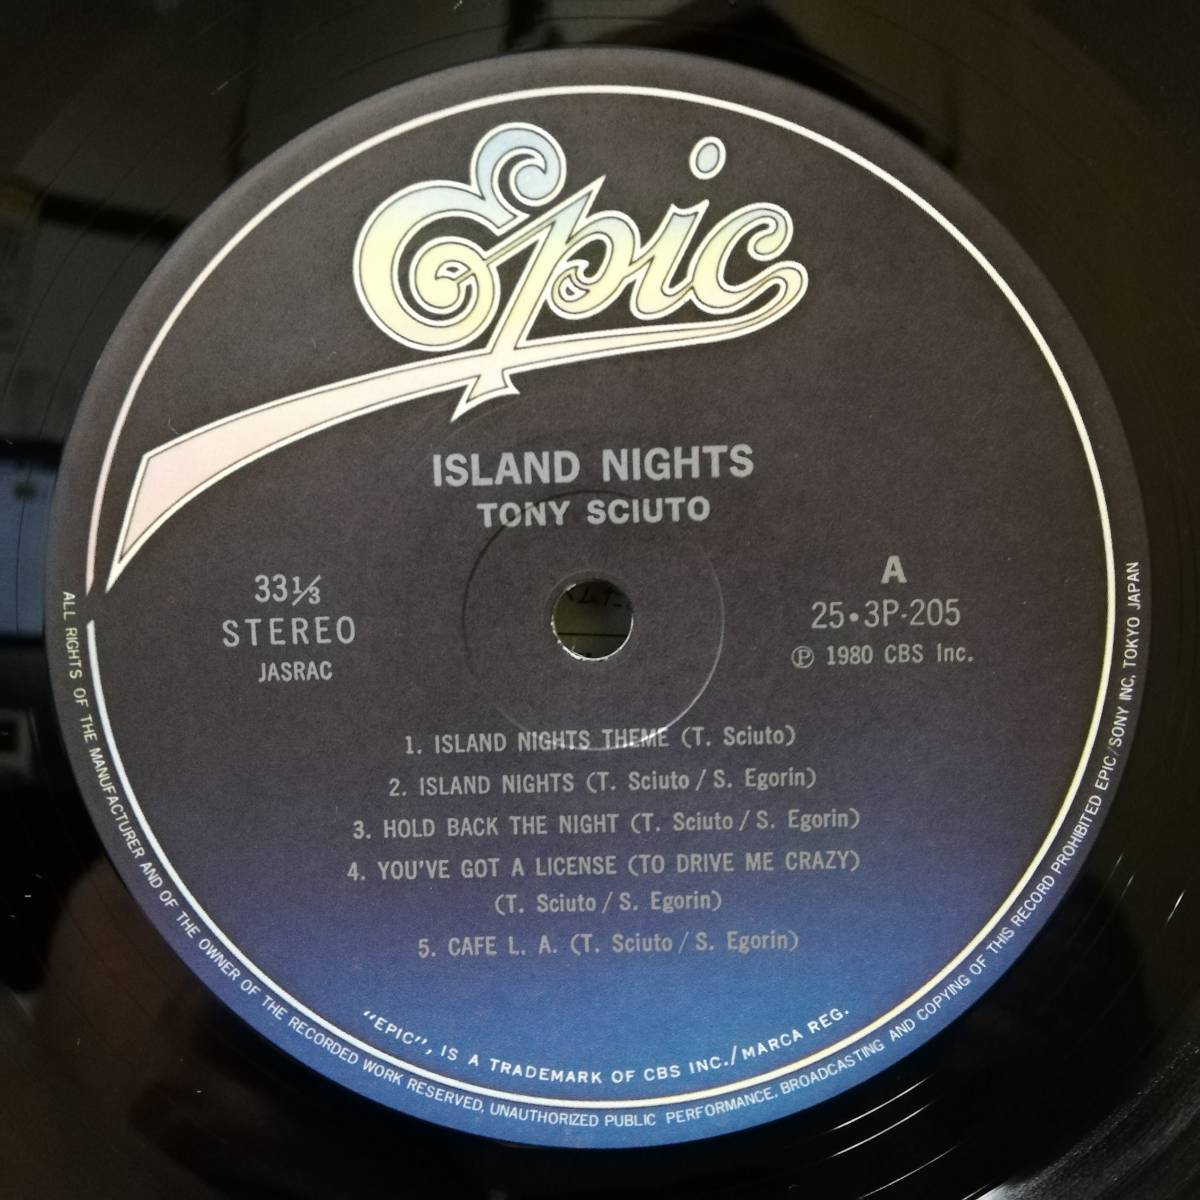 Epic
ISLAND NIGHTS
TONY SCIUTO
33⅓
STEREO
JASRAC
A
25・3P-205
Ⓟ 1980 CBS Inc.
1. ISLAND NIGHTS THEME (T. Sciuto)
2. ISLAND NIGHTS (T. Sciuto / S. Egorin)
3. HOLD BACK THE NIGHT (T. Sciuto / S. Egorin)
4. YOU'VE GOT A LICENSE (TO DRIVE ME CRAZY)
(T. Sciuto / S. Egorin)
5. CAFE L. A. (T. Sciuto / S. Egorin)
"EPIC", IS A TRADEMARK OF CBS INC./MARCA REG.
ALL RIGHTS OF THE MANUFACTURER AND OF THE OWNER OF THE RECORDED WORK RESERVED, UNAUTHORIZED PUBLIC PERFORMANCE, BROADCASTING AND COPYING OF THIS RECORD PROHIBITED EPIC/SONY INC, TOKYO JAPAN